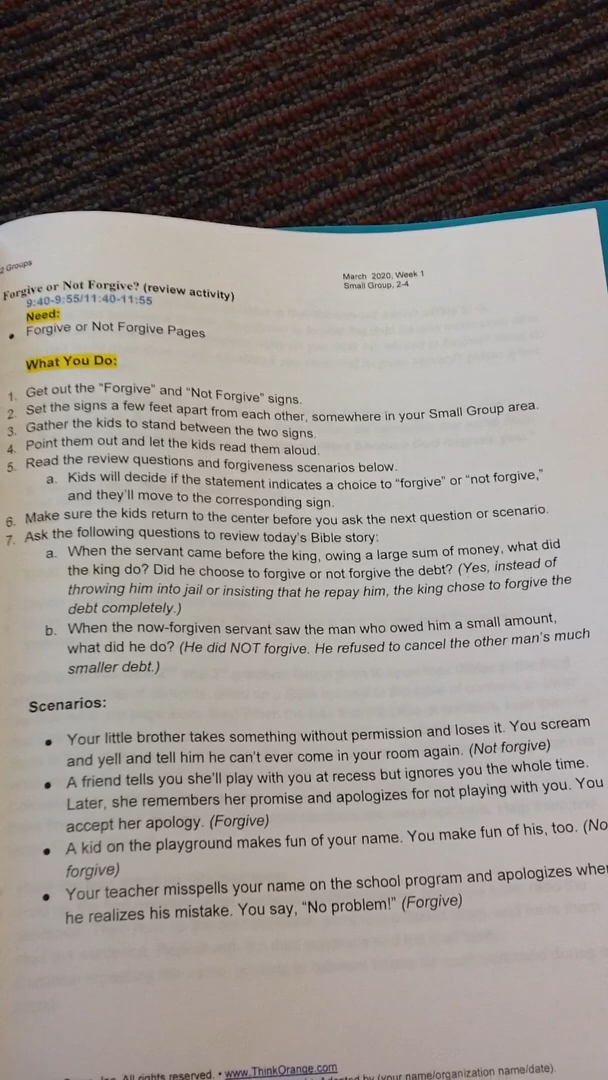 2 Groups
March 2020, Week 1
Small Group, 2-4
Forgive or Not Forgive? (review activity)
9:40-9:55/11:40-11:55
Need:
• Forgive or Not Forgive Pages
What You Do:
1. Get out the "Forgive" and "Not Forgive" signs.
2. Set the signs a few feet apart from each other, somewhere in your Small Group area.
3. Gather the kids to stand between the two signs.
4. Point them out and let the kids read them aloud.
5. Read the review questions and forgiveness scenarios below.
a. Kids will decide if the statement indicates a choice to "forgive" or "not forgive,"
and they'll move to the corresponding sign.
6. Make sure the kids return to the center before you ask the next question or scenario.
7. Ask the following questions to review today's Bible story:
a. When the servant came before the king, owing a large sum of money, what did
the king do? Did he choose to forgive or not forgive the debt? (Yes, instead of
throwing him into jail or insisting that he repay him, the king chose to forgive the
debt completely.)
b. When the now-forgiven servant saw the man who owed him a small amount,
what did he do? (He did NOT forgive. He refused to cancel the other man's much
smaller debt.)
Scenarios:
• Your little brother takes something without permission and loses it. You scream
and yell and tell him he can't ever come in your room again. (Not forgive)
• A friend tells you she'll play with you at recess but ignores you the whole time.
Later, she remembers her promise and apologizes for not playing with you. You
accept her apology. (Forgive)
• A kid on the playground makes fun of your name. You make fun of his, too. (No
forgive)
• Your teacher misspells your name on the school program and apologizes whe
he realizes his mistake. You say, "No problem!" (Forgive)
Inc. All rights reserved. • www.ThinkOrange.com
by (your name/organization name/date).